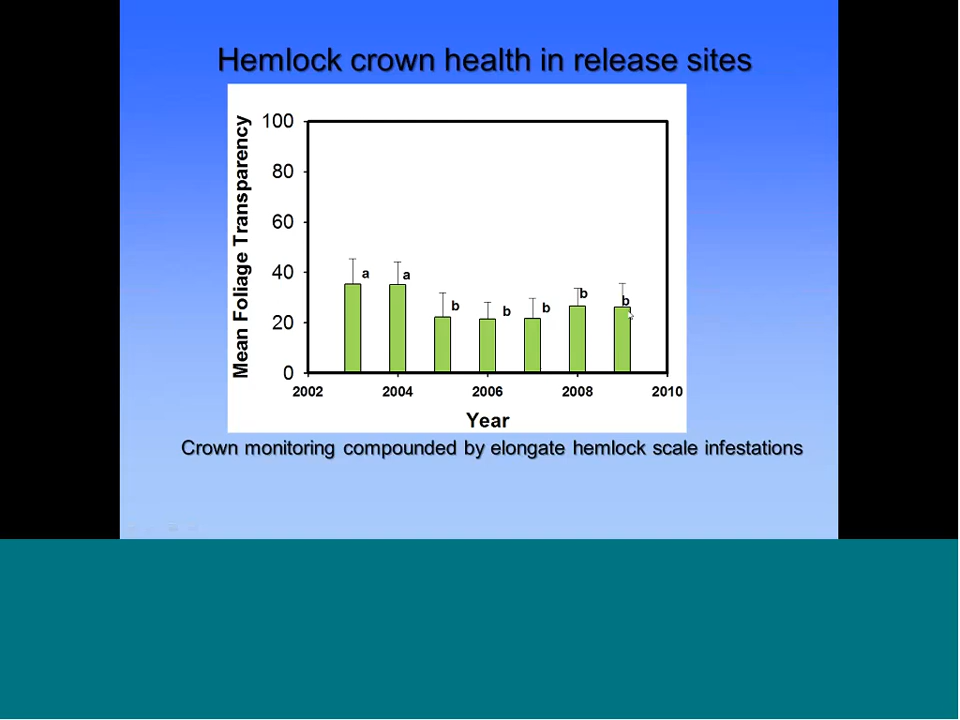 Hemlock crown health in release sites
Mean Foliage Transparency
100
80
60
40
20
0
a
a
b
b
b
b
b
2002
2004
2006
2008
2010
Year
Crown monitoring compounded by elongate hemlock scale infestations